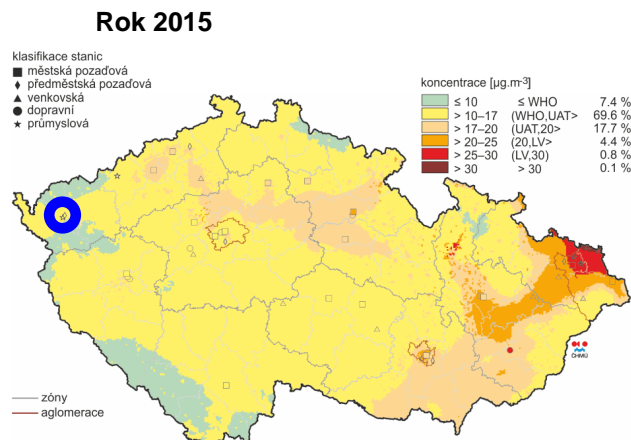 Rok 2015
klasifikace stanic
městská pozaďová
předměstská pozaďová
venkovská
dopravní
průmyslová
koncentrace [µg.m-³]
≤ 10 ≤ WHO 7.4 %
> 10–17 (WHO,UAT> 69.6 %
> 17-20 (UAT,20> 17.7 %
> 20–25 (20,LV> 4.4 %
> 25-30 (LV,30) 0.8 %
> 30 > 30 0.1 %
ČHMÚ
zóny
aglomerace